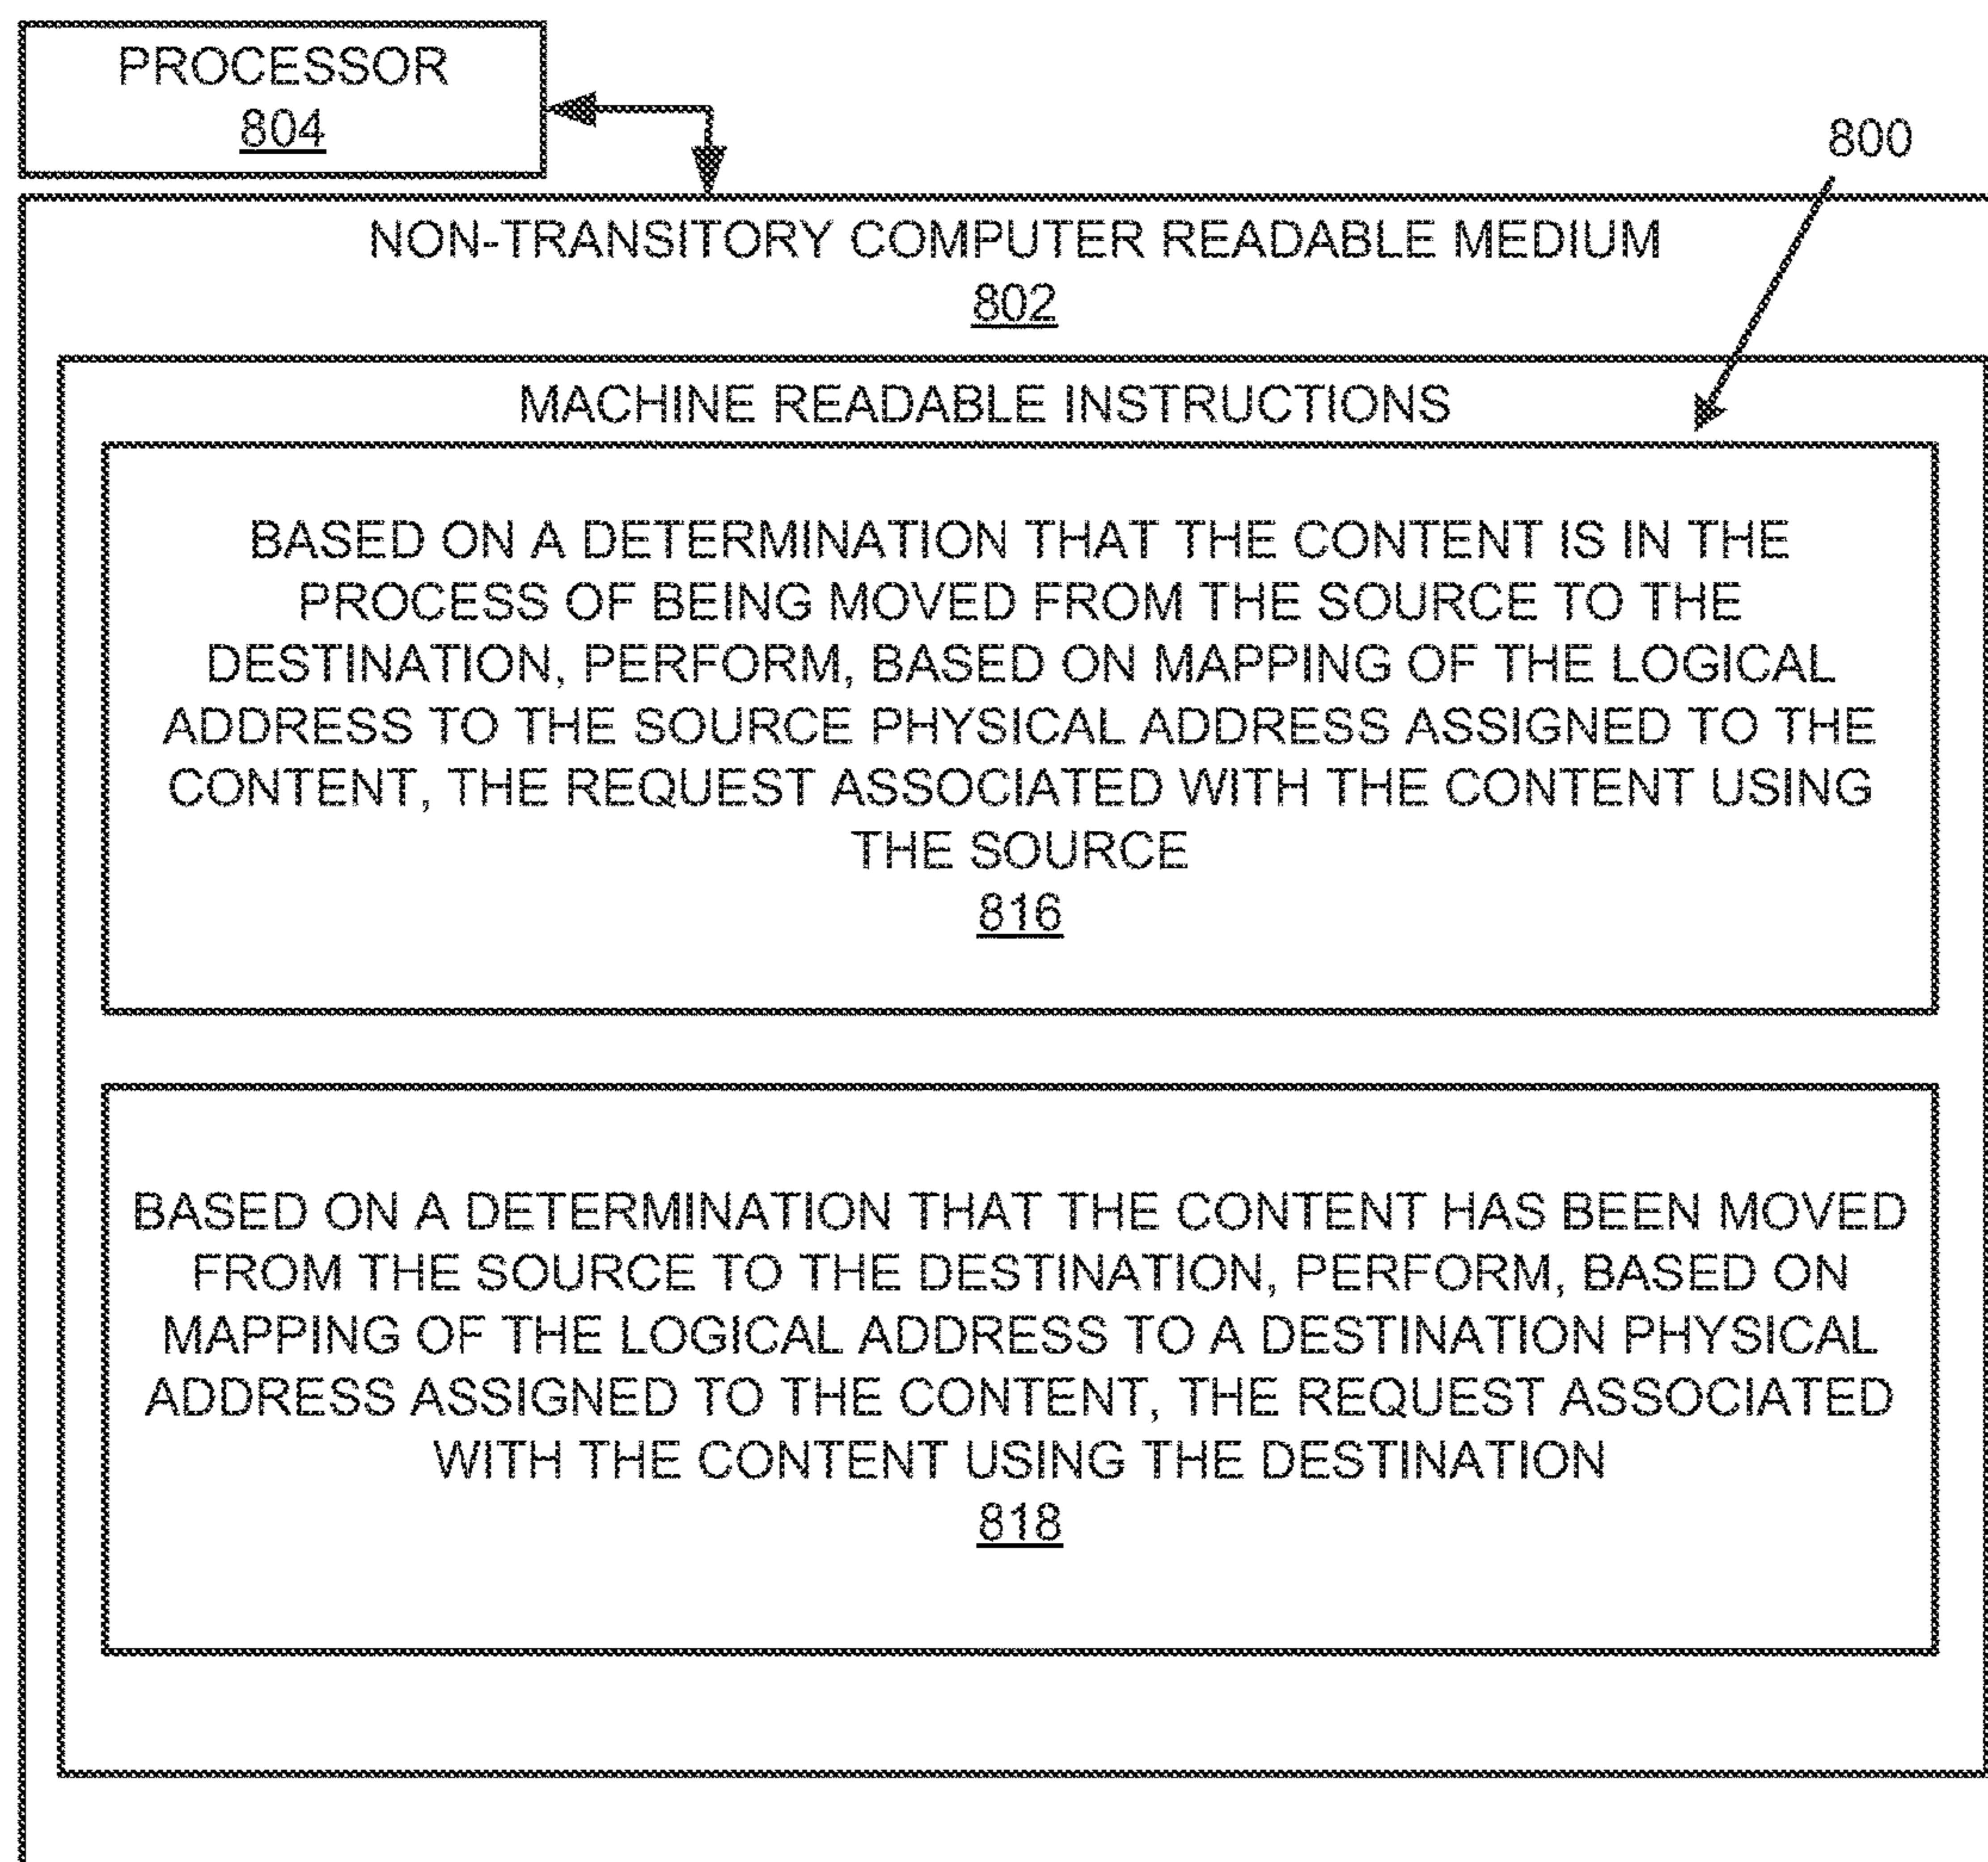 PROCESSOR
804
800
NON-TRANSITORY COMPUTER READABLE MEDIUM
802
MACHINE READABLE INSTRUCTIONS
BASED ON A DETERMINATION THAT THE CONTENT IS IN THE
PROCESS OF BEING MOVED FROM THE SOURCE TO THE
DESTINATION, PERFORM, BASED ON MAPPING OF THE LOGICAL
ADDRESS TO THE SOURCE PHYSICAL ADDRESS ASSIGNED TO THE
CONTENT, THE REQUEST ASSOCIATED WITH THE CONTENT USING
THE SOURCE
816
BASED ON A DETERMINATION THAT THE CONTENT HAS BEEN MOVED
FROM THE SOURCE TO THE DESTINATION, PERFORM, BASED ON
MAPPING OF THE LOGICAL ADDRESS TO A DESTINATION PHYSICAL
ADDRESS ASSIGNED TO THE CONTENT, THE REQUEST ASSOCIATED
WITH THE CONTENT USING THE DESTINATION
818